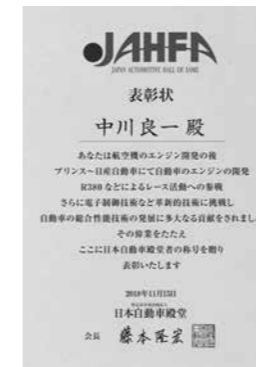 JAHFA
JAPAN AUTOMOTIVE HALL OF FAME
表彰状
中川良一 殿
あなたは航空機のエンジン開発の後
プリンス~日産自動車にて自動車のエンジンの開発
R380などによるレース活動への参戦
さらに電子制御技術など革新的技術に挑戦し
自動車の総合性能技術の発展に多大なる貢献をされまし
その偉業をたたえ
ここに日本自動車殿堂者の称号を贈り
表彰いたします
2018年11月15日
日本自動車殿堂
会長 藤本隆宏